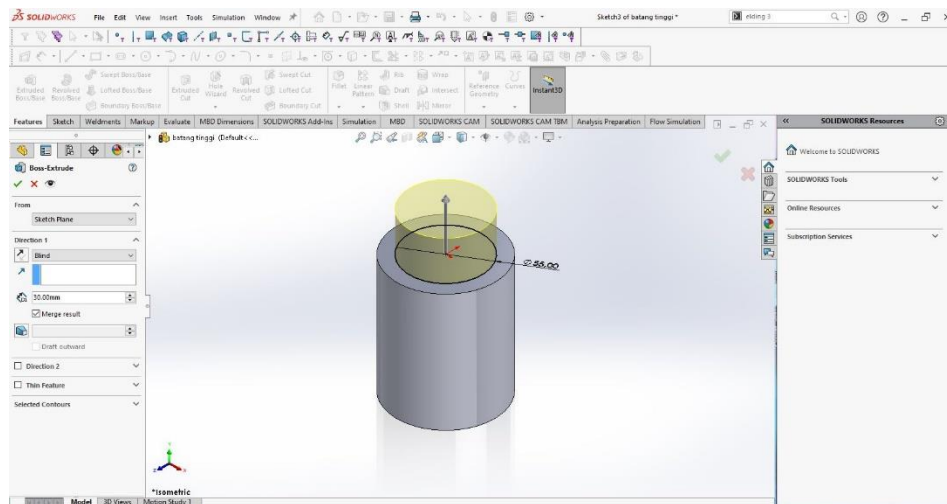 SOLIDWORKS File Edit View Insert Tools Simulation Window Sketch3 of batang tinggi * elding 3
Extruded Boss/Base
Revolved Boss/Base
Swept Boss/Base
Lofted Boss/Base
Boundary Boss/Base
Extruded Cut
Hole Wizard
Revolved Cut
Swept Cut
Lofted Cut
Boundary Cut
Fillet
Linear Pattern
Rib
Draft
Shell
Wrap
Intersect
Mirror
Reference Geometry
Curves
Instant3D
Features Sketch Weldments Markup Evaluate MBD Dimensions SOLIDWORKS Add-Ins Simulation MBD SOLIDWORKS CAM SOLIDWORKS CAM TBM Analysis Preparation Flow Simulation
batang tinggi (Default<<...
Boss-Extrude
From
Sketch Plane
Direction 1
Blind
30.00mm
Merge result
Draft outward
Direction 2
Thin Feature
Selected Contours
∅55.00
*Isometric
Model 3D Views Motion Study 1
SOLIDWORKS Resources
Welcome to SOLIDWORKS
SOLIDWORKS Tools
Online Resources
Subscription Services